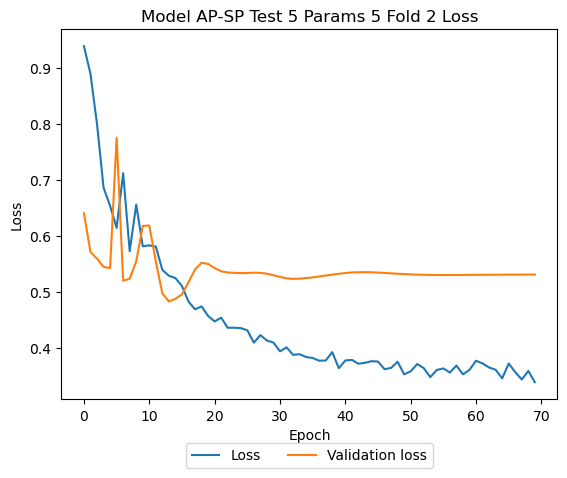 Model AP-SP Test 5 Params 5 Fold 2 Loss
Loss
0.9
0.8
0.7
0.6
0.5
0.4
0 10 20 30 40 50 60 70
Epoch
Loss Validation loss